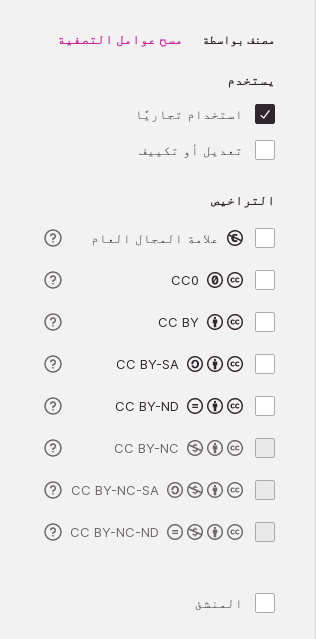 مصنف بواسطة مسح عوامل التصفية
يستخدم
استخدام تجاريًا
تعديل أو تكييف
التراخيص
علامة المجال العام
CC0
CC BY
CC BY-SA
CC BY-ND
CC BY-NC
CC BY-NC-SA
CC BY-NC-ND
المنشئ